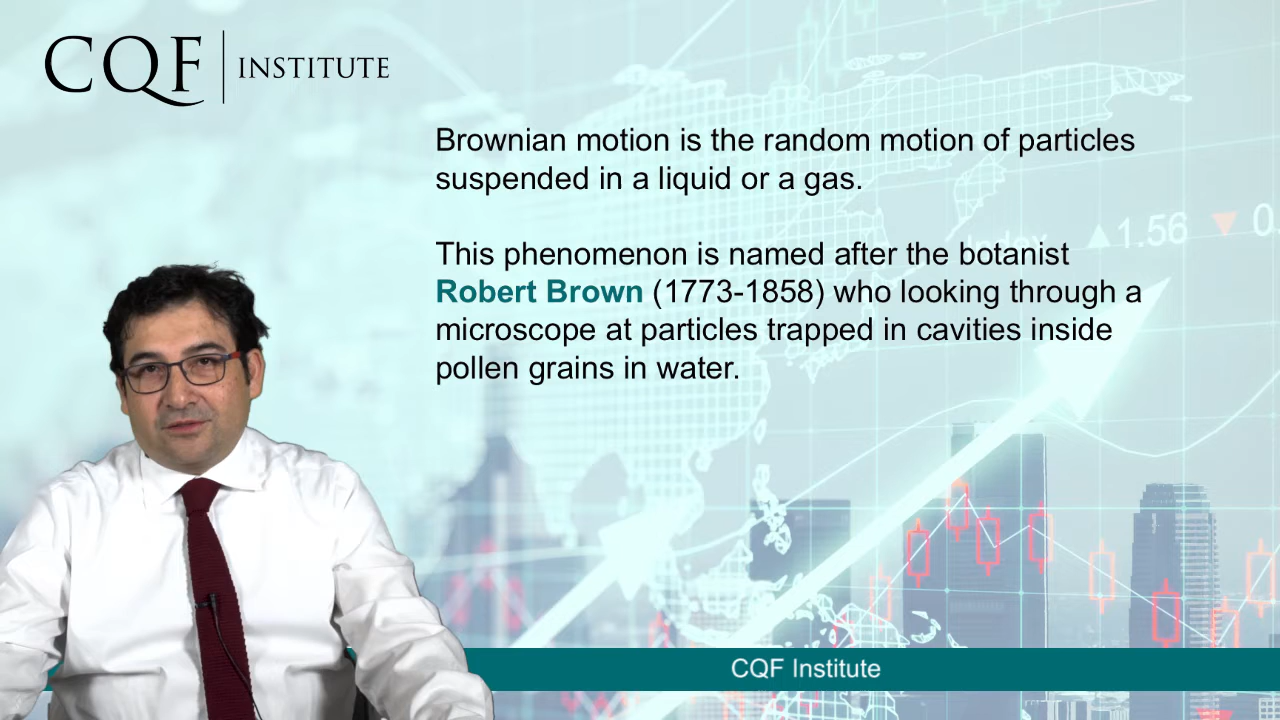 CQF INSTITUTE
Brownian motion is the random motion of particles
suspended in a liquid or a gas.
This phenomenon is named after the botanist
Robert Brown (1773-1858) who looking through a
microscope at particles trapped in cavities inside
pollen grains in water.
today ▲1.56 ▼0.
CQF Institute